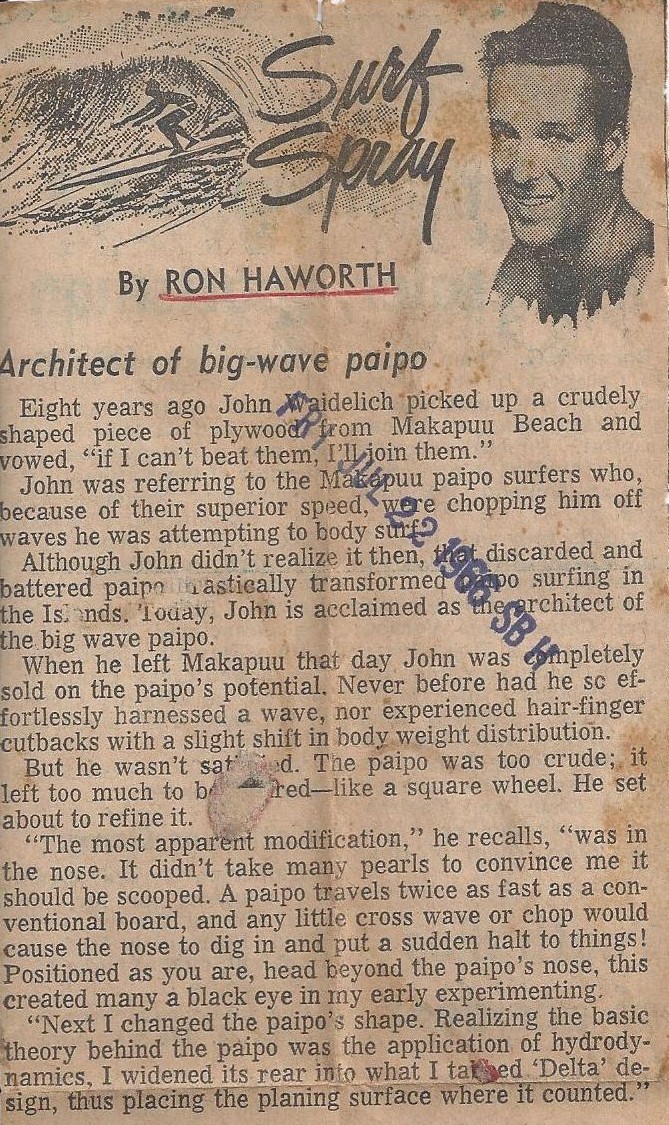 Surf
Spray
By RON HAWORTH
Architect of big-wave paipo
Eight years ago John Waidelich picked up a crudely
shaped piece of plywood from Makapuu Beach and
vowed, “if I can’t beat them, I’ll join them.”
John was referring to the Makapuu paipo surfers who,
because of their superior speed, were chopping him off
waves he was attempting to body surf.
Although John didn’t realize it then, that discarded and
battered paipo drastically transformed paipo surfing in
the Islands. Today, John is acclaimed as the architect of
the big wave paipo.
When he left Makapuu that day John was completely
sold on the paipo’s potential. Never before had he so ef-
fortlessly harnessed a wave, nor experienced hair-finger
cutbacks with a slight shift in body weight distribution.
But he wasn’t satisfied. The paipo was too crude; it
left too much to be desired—like a square wheel. He set
about to refine it.
“The most apparent modification,” he recalls, “was in
the nose. It didn’t take many pearls to convince me it
should be scooped. A paipo travels twice as fast as a con-
ventional board, and any little cross wave or chop would
cause the nose to dig in and put a sudden halt to things!
Positioned as you are, head beyond the paipo’s nose, this
created many a black eye in my early experimenting.
“Next I changed the paipo’s shape. Realizing the basic
theory behind the paipo was the application of hydrody-
namics, I widened its rear into what I tabbed ‘Delta’ de-
sign, thus placing the planing surface where it counted.”
FRI JUL 22 1966 SB H